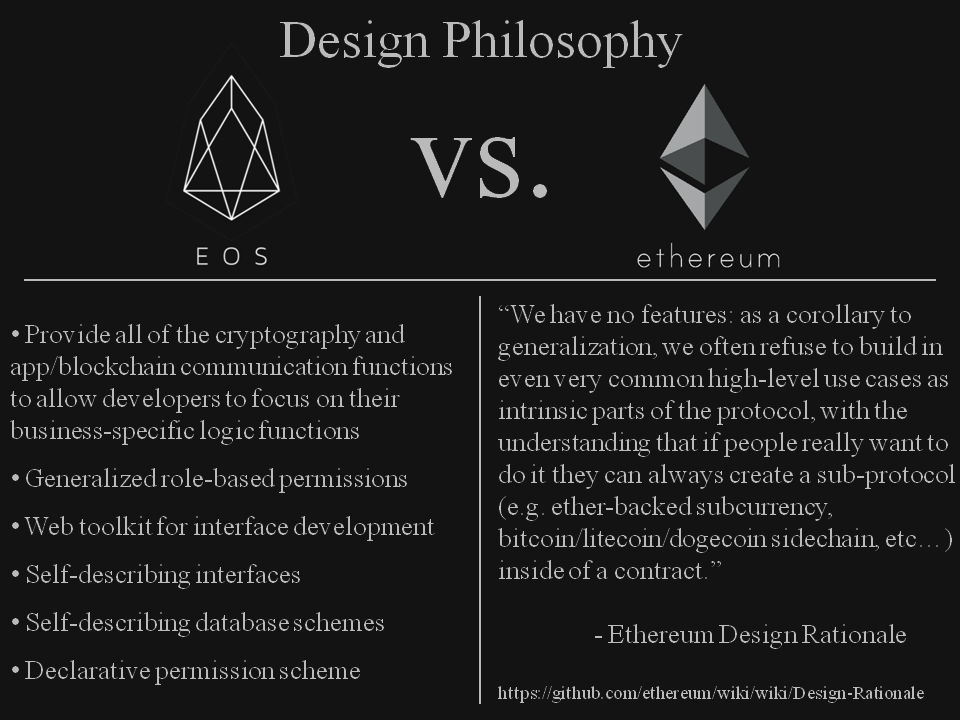 Design Philosophy
vs.
E O S
ethereum
• Provide all of the cryptography and
app/blockchain communication functions
to allow developers to focus on their
business-specific logic functions
• Generalized role-based permissions
• Web toolkit for interface development
• Self-describing interfaces
• Self-describing database schemes
• Declarative permission scheme
“We have no features: as a corollary to
generalization, we often refuse to build in
even very common high-level use cases as
intrinsic parts of the protocol, with the
understanding that if people really want to
do it they can always create a sub-protocol
(e.g. ether-backed subcurrency,
bitcoin/litecoin/dogecoin sidechain, etc…)
inside of a contract.”
- Ethereum Design Rationale
https://github.com/ethereum/wiki/wiki/Design-Rationale